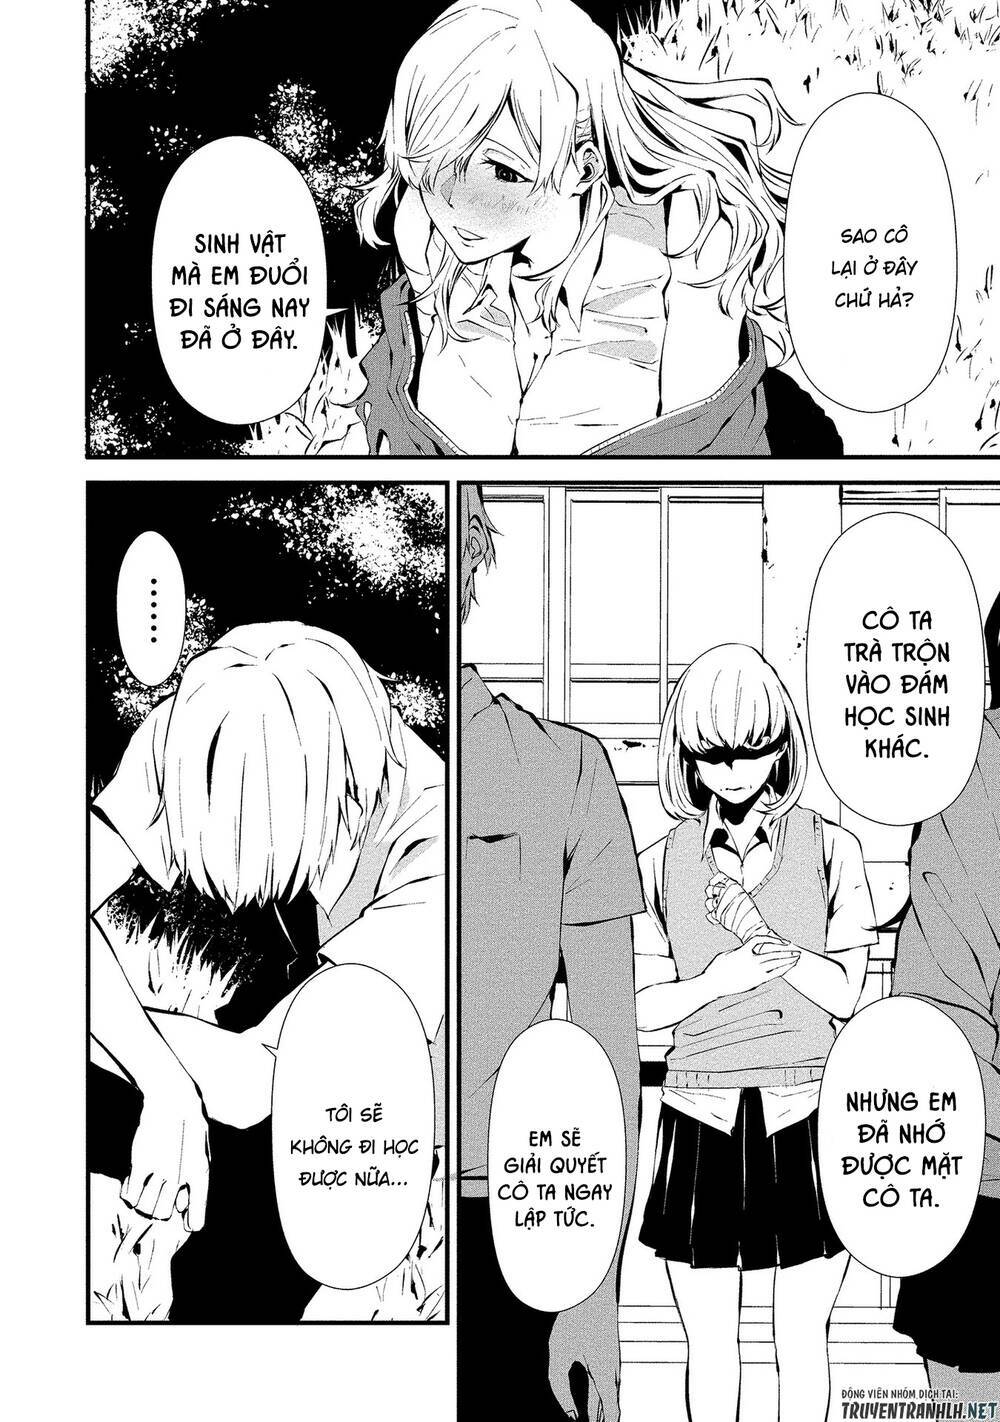 SAO CÔ
LẠI Ở ĐÂY
CHỨ HẢ?
SINH VẬT
MÀ EM ĐUỔI
ĐI SÁNG NAY
ĐÃ Ở ĐÂY.
CÔ TA
TRÀ TRỘN
VÀO ĐÁM
HỌC SINH
KHÁC.
NHƯNG EM
ĐÃ NHỚ
ĐƯỢC MẶT
CÔ TA.
EM SẼ
GIẢI QUYẾT
CÔ TA NGAY
LẬP TỨC.
......
TÔI SẼ
KHÔNG ĐI HỌC
ĐƯỢC NỮA...
ĐỘNG VIÊN NHÓM DỊCH TẠI:
TRUYENTRANHLH.NET